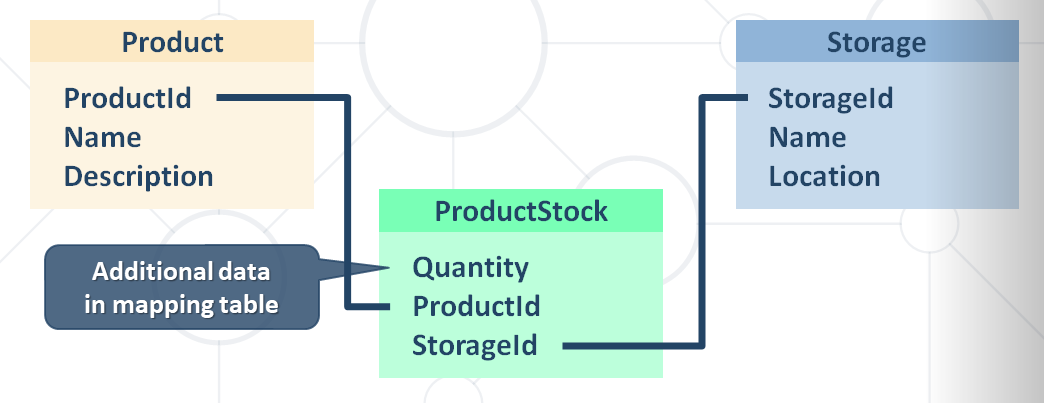 Product
ProductId
Name
Description
Storage
StorageId
Name
Location
ProductStock
Quantity
ProductId
StorageId
Additional data
in mapping table